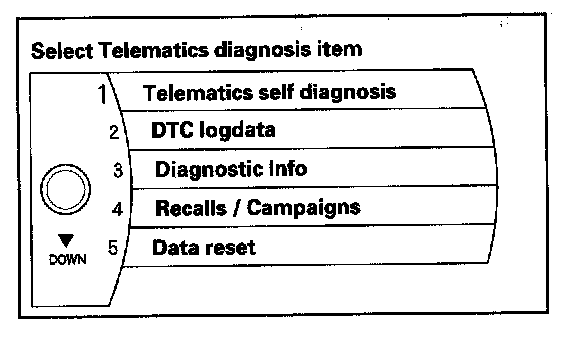 Select Telematics diagnosis item
1 Telematics self diagnosis
2 DTC logdata
3 Diagnostic Info
4 Recalls / Campaigns
5 Data reset
DOWN